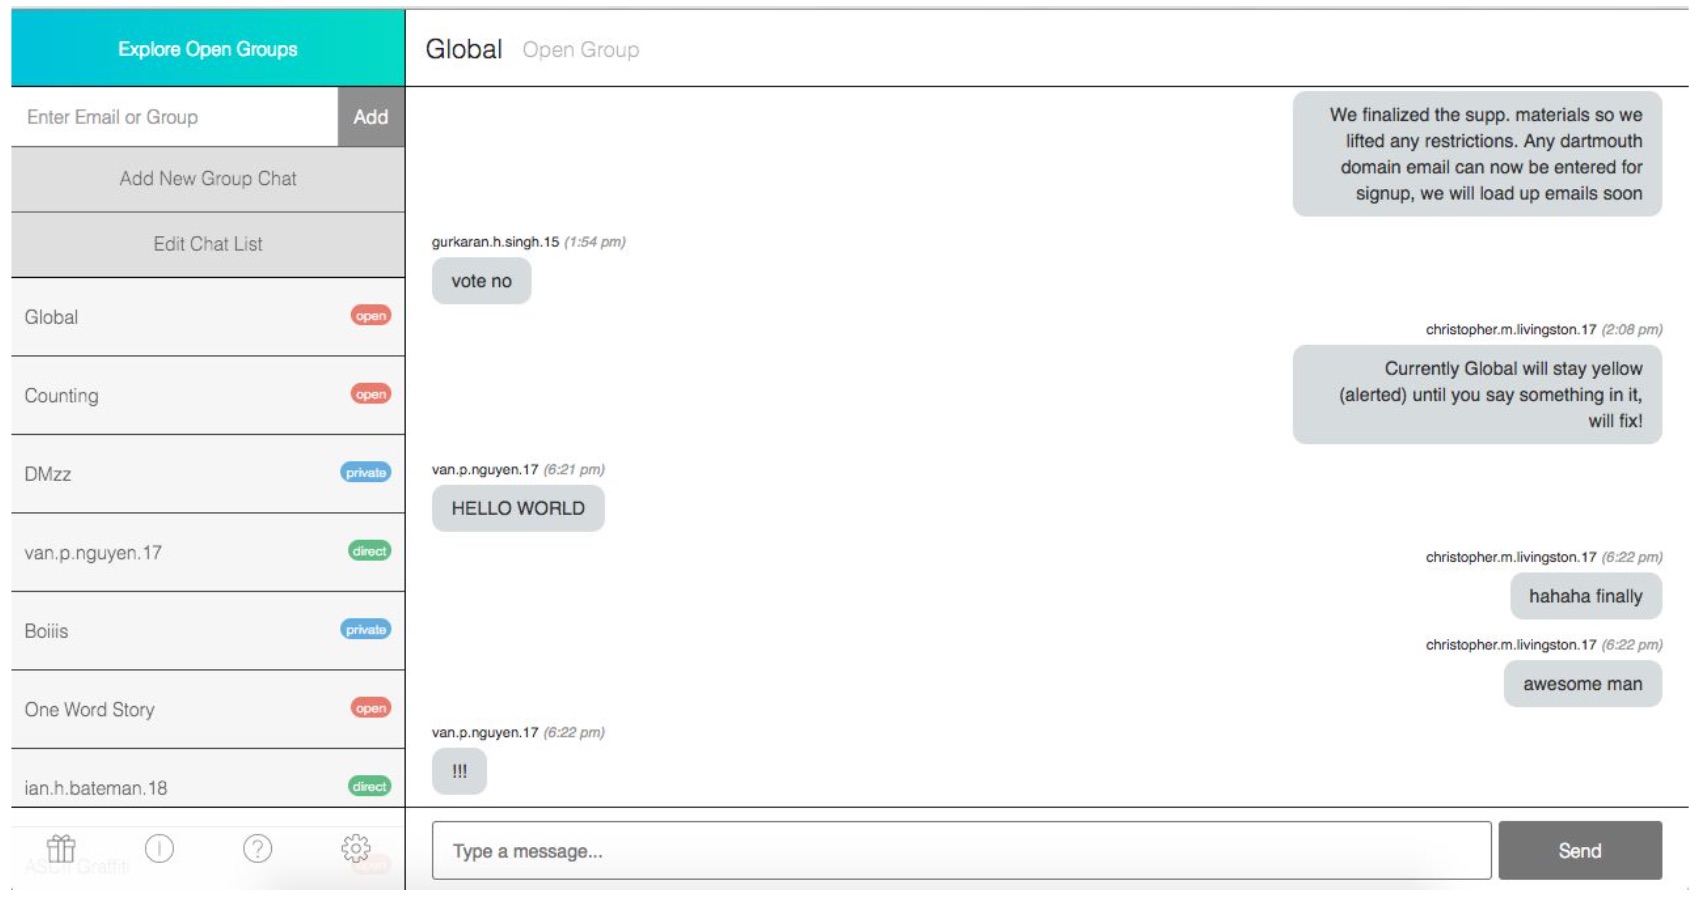 Explore Open Groups
Enter Email or Group
Add
Add New Group Chat
Edit Chat List
Global
open
Counting
open
DMzz
private
van.p.nguyen.17
direct
Boiiis
private
One Word Story
open
ian.h.bateman.18
direct
ASCII Graffiti
open
Global Open Group
We finalized the supp. materials so we
lifted any restrictions. Any dartmouth
domain email can now be entered for
signup, we will load up emails soon
gurkaran.h.singh.15 (1:54 pm)
vote no
christopher.m.livingston.17 (2:08 pm)
Currently Global will stay yellow
(alerted) until you say something in it,
will fix!
van.p.nguyen.17 (6:21 pm)
HELLO WORLD
christopher.m.livingston.17 (6:22 pm)
hahaha finally
christopher.m.livingston.17 (6:22 pm)
awesome man
van.p.nguyen.17 (6:22 pm)
!!!
Type a message...
Send